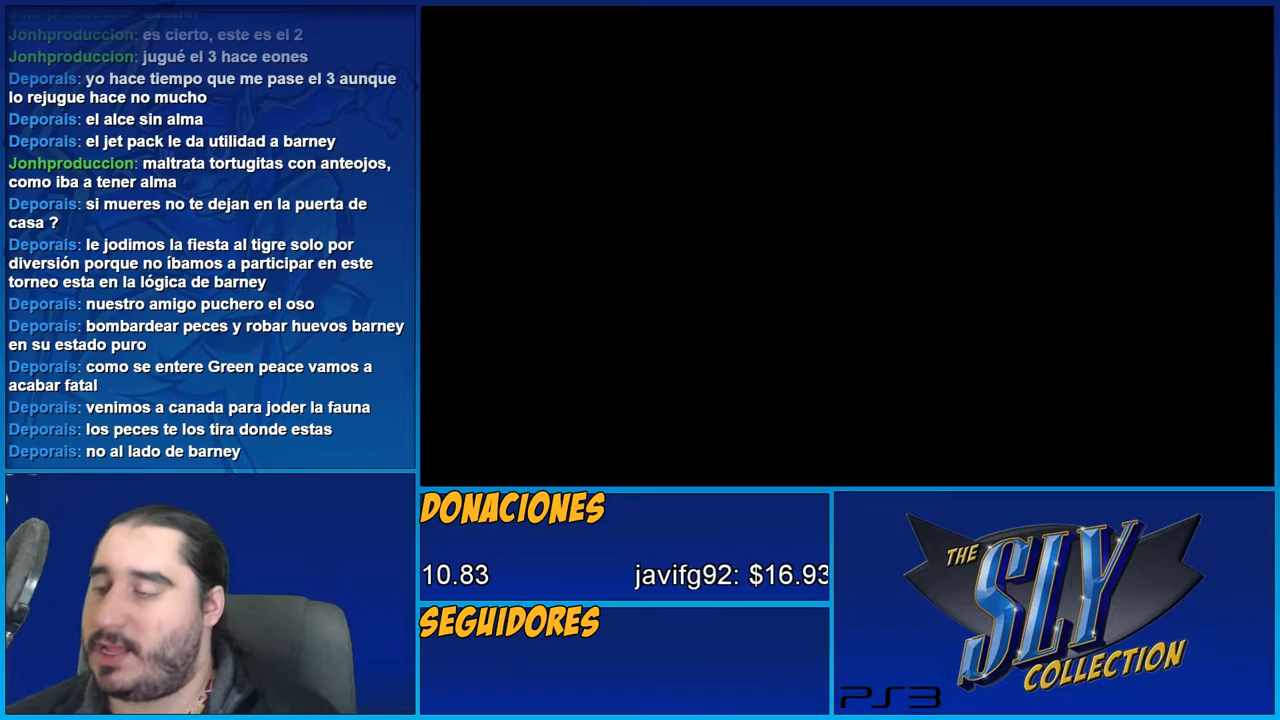 Jonhproduccion: es cierto, este es el 2
Jonhproduccion: jugué el 3 hace eones
Deporais: yo hace tiempo que me pase el 3 aunque
lo rejugue hace no mucho
Deporais: el alce sin alma
Deporais: el jet pack le da utilidad a barney
Jonhproduccion: maltrata tortugitas con anteojos,
como iba a tener alma
Deporais: si mueres no te dejan en la puerta de
casa ?
Deporais: le jodimos la fiesta al tigre solo por
diversión porque no íbamos a participar en este
torneo esta en la lógica de barney
Deporais: nuestro amigo puchero el oso
Deporais: bombardear peces y robar huevos barney
en su estado puro
Deporais: como se entere Green peace vamos a
acabar fatal
Deporais: venimos a canada para joder la fauna
Deporais: los peces te los tira donde estas
Deporais: no al lado de barney
DONACIONES
10.83 javifg92: $16.93
SEGUIDORES
THE
SLY
COLLECTION
PS3